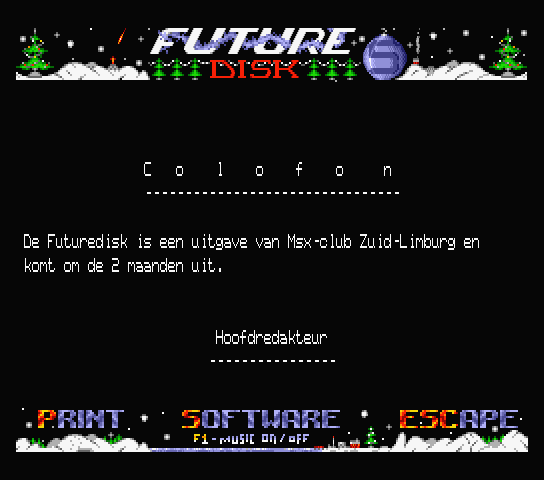 FUTURE
DISK 5
C o l o f o n
--------------------------------
De Futuredisk is een uitgave van Msx-club Zuid-Limburg en
komt om de 2 maanden uit.
Hoofdredakteur
----------------
PRINT SOFTWARE ESCAPE
F1-MUSIC ON/OFF